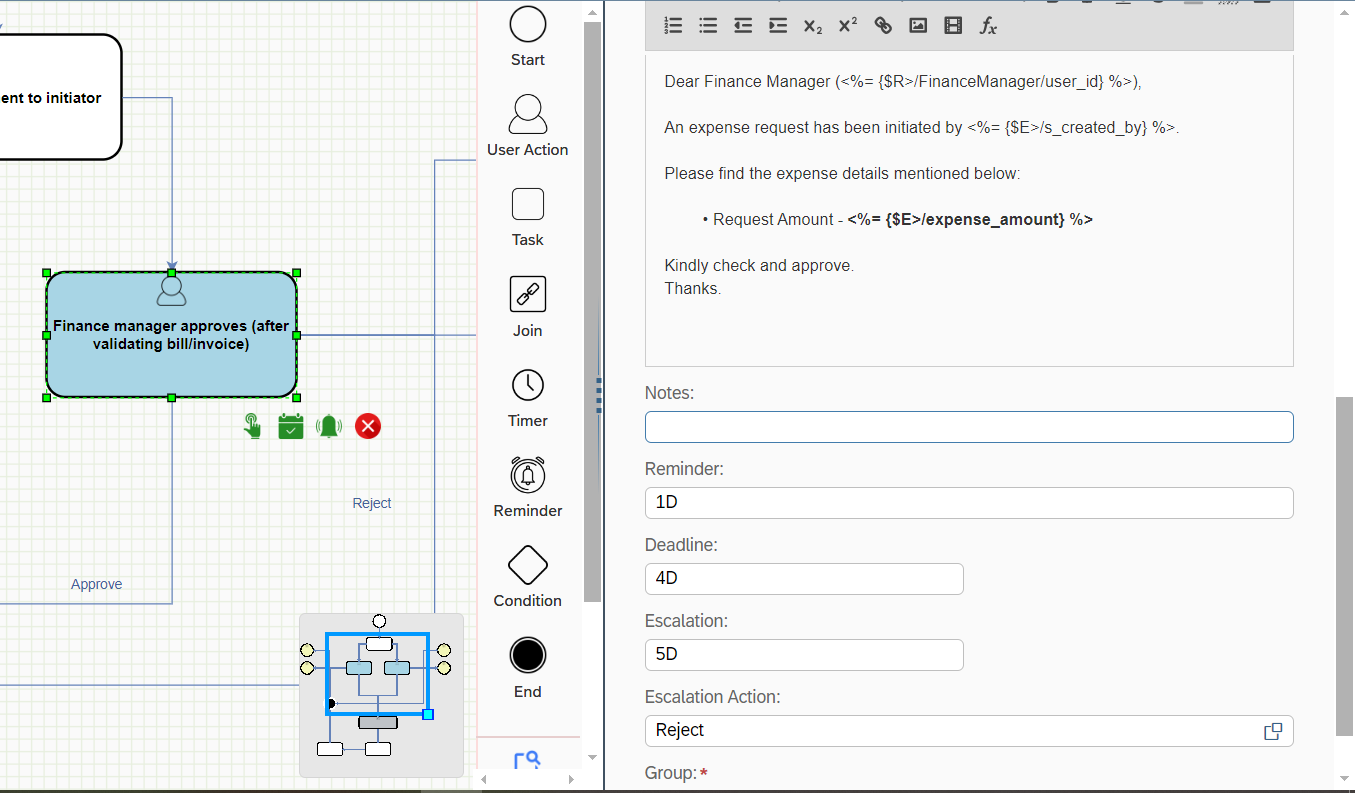 ent to initiator
Finance manager approves (after
validating bill/invoice)
Reject
Approve
Start
User Action
Task
Join
Timer
Reminder
Condition
End
Dear Finance Manager (<%= {$R>/FinanceManager/user_id} %>),
An expense request has been initiated by <%= {$E>/s_created_by} %>.
Please find the expense details mentioned below:
• Request Amount - <%= {$E>/expense_amount} %>
Kindly check and approve.
Thanks.
Notes:
Reminder:
1D
Deadline:
4D
Escalation:
5D
Escalation Action:
Reject
Group: *